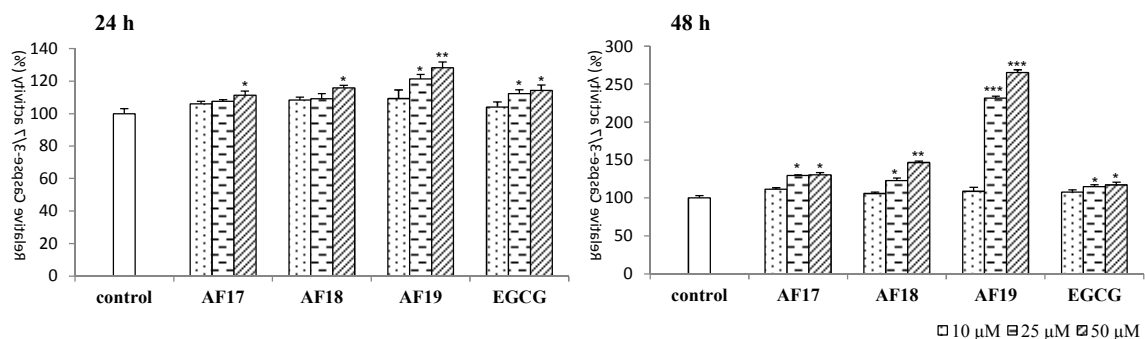 24 h
Relative Caspse-3/7 activity (%)
140
120
100
80
60
40
20
0
* * * ** * *
control AF17 AF18 AF19 EGCG
48 h
Relative Caspse-3/7 activity (%)
300
250
200
150
100
50
0
* * * ** *** *** * *
control AF17 AF18 AF19 EGCG
10 µM 25 µM 50 µM